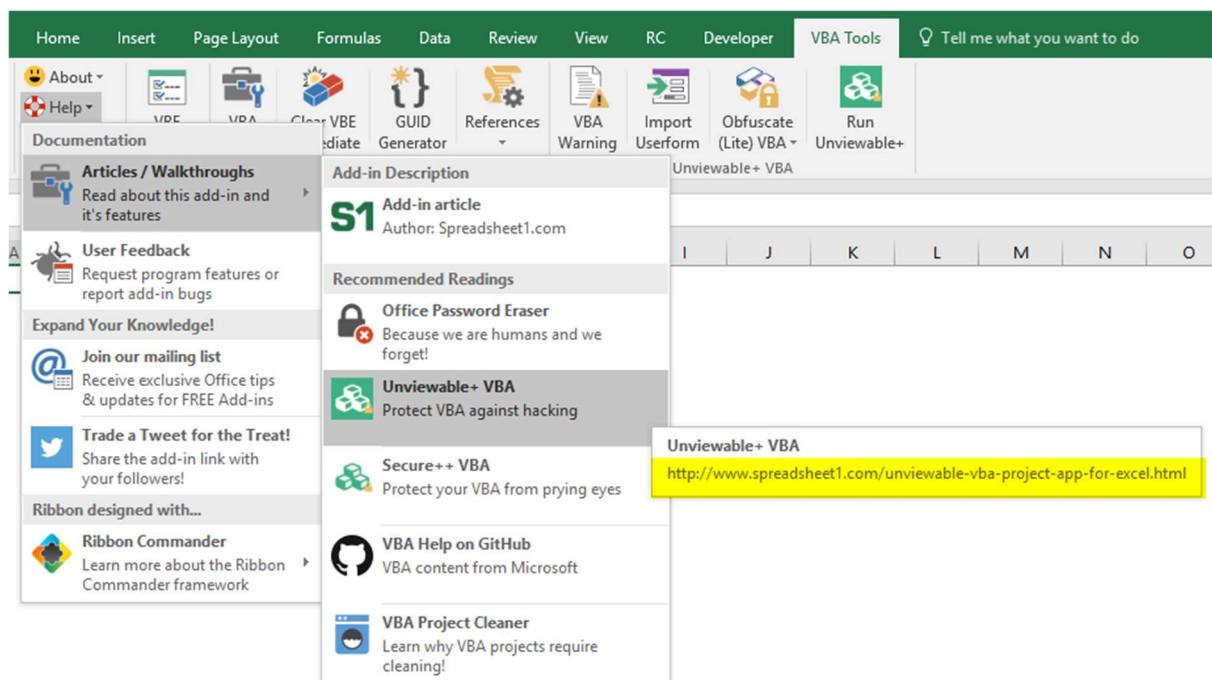 Home Insert Page Layout Formulas Data Review View RC Developer VBA Tools Tell me what you want to do
About
Help
VBE
VBA
Clear VBE
ediate
GUID
Generator
References
VBA
Warning
Import
Userform
Obfuscate
(Lite) VBA
Run
Unviewable+
Unviewable+ VBA
A I J K L M N O
Documentation
Articles / Walkthroughs
Read about this add-in and
it's features
User Feedback
Request program features or
report add-in bugs
Expand Your Knowledge!
Join our mailing list
Receive exclusive Office tips
& updates for FREE Add-ins
Trade a Tweet for the Treat!
Share the add-in link with
your followers!
Ribbon designed with...
Ribbon Commander
Learn more about the Ribbon
Commander framework
Add-in Description
S1
Add-in article
Author: Spreadsheet1.com
Recommended Readings
Office Password Eraser
Because we are humans and we
forget!
Unviewable+ VBA
Protect VBA against hacking
Secure++ VBA
Protect your VBA from prying eyes
VBA Help on GitHub
VBA content from Microsoft
VBA Project Cleaner
Learn why VBA projects require
cleaning!
Unviewable+ VBA
http://www.spreadsheet1.com/unviewable-vba-project-app-for-excel.html